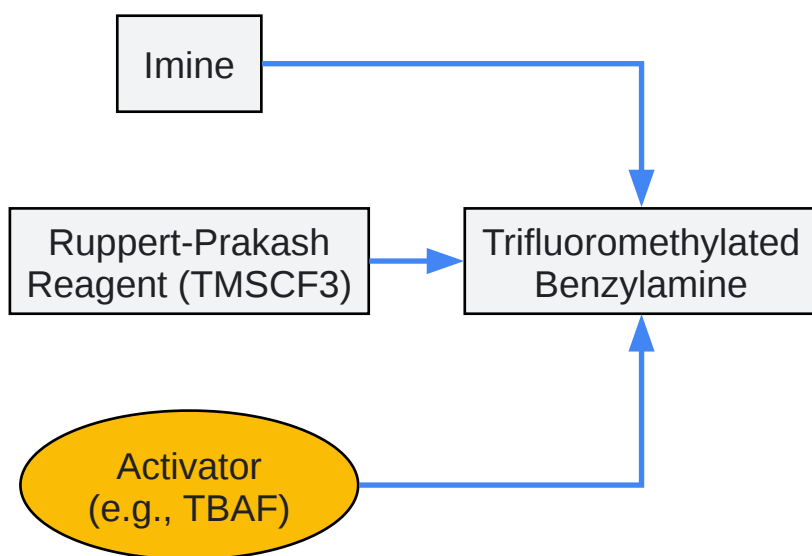 Imine
Ruppert-Prakash
Reagent (TMSCF3)
Trifluoromethylated
Benzylamine
Activator
(e.g., TBAF)